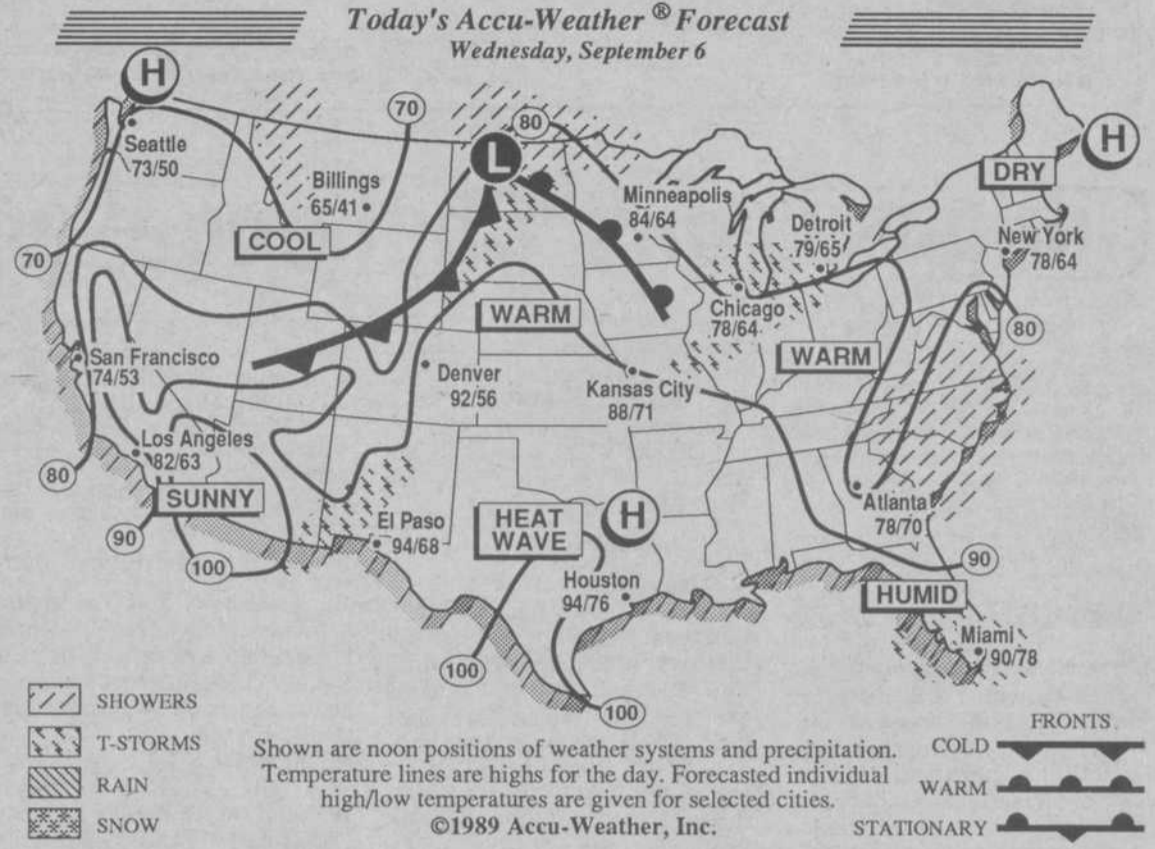 Today's Accu-Weather ® Forecast
Wednesday, September 6
H
Seattle
73/50
70
Billings
65/41
COOL
70
L
80
Minneapolis
84/64
Detroit
79/65
DRY
H
New York
78/64
80
San Francisco
74/53
WARM
Denver
92/56
Kansas City
88/71
Chicago
78/64
WARM
Los Angeles
82/63
80
SUNNY
90
100
El Paso
94/68
HEAT
WAVE
H
Houston
94/76
Atlanta
78/70
90
HUMID
Miami
90/78
100
100
SHOWERS
T-STORMS
RAIN
SNOW
Shown are noon positions of weather systems and precipitation.
Temperature lines are highs for the day. Forecasted individual
high/low temperatures are given for selected cities.
©1989 Accu-Weather, Inc.
FRONTS
COLD
WARM
STATIONARY